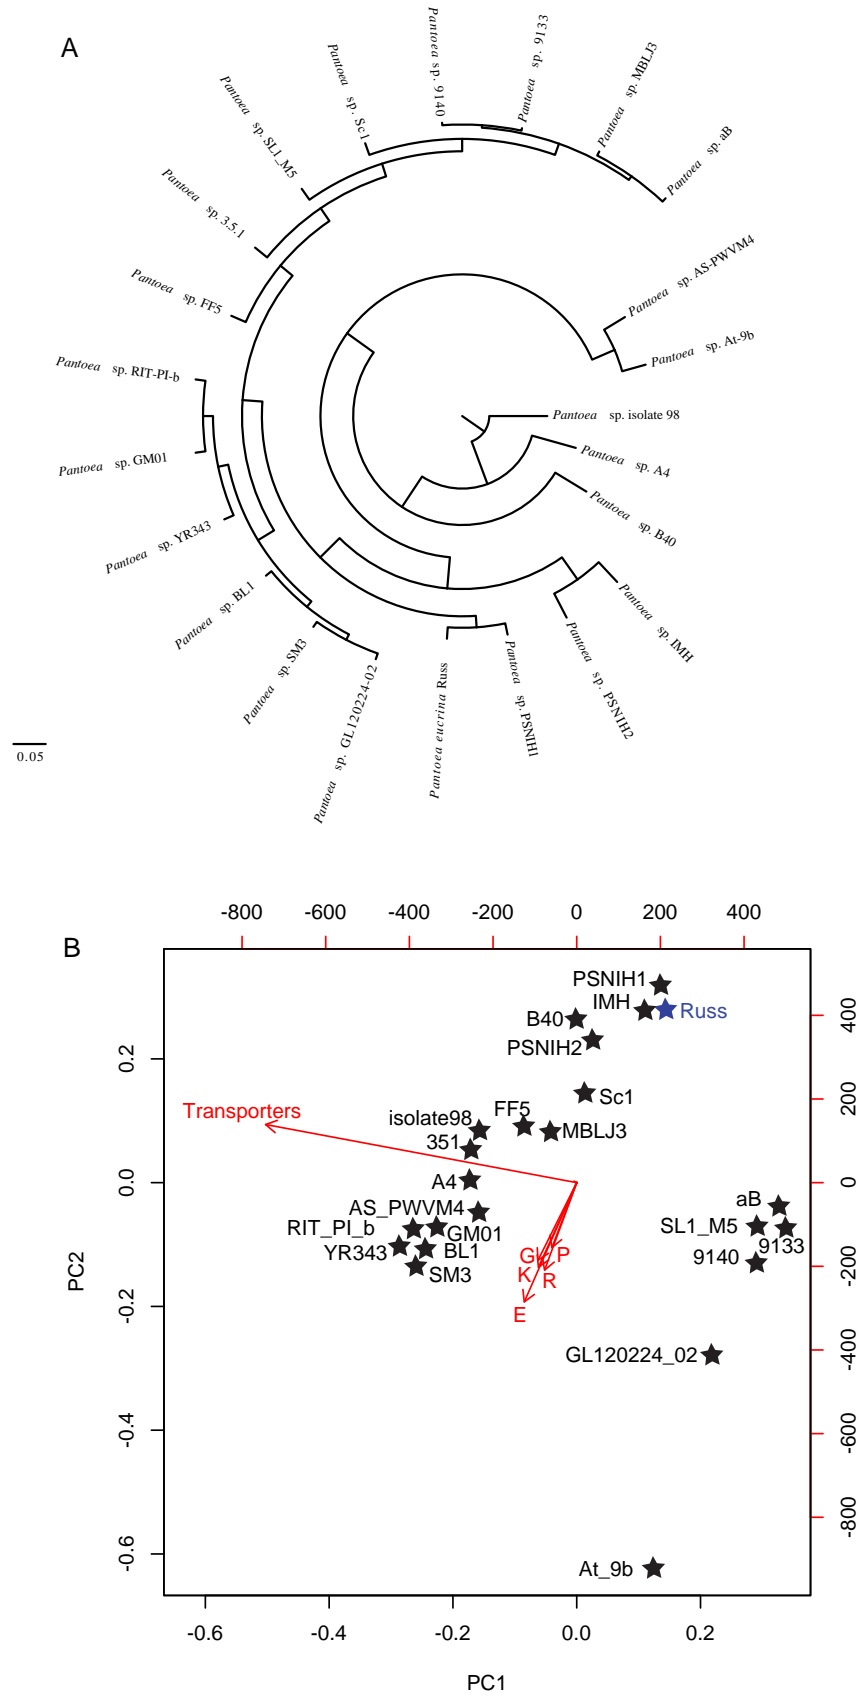 A
Pantoea sp. 9140
Pantoea sp. 9133
Pantoea sp. MBLJ3
Pantoea sp. aB
Pantoea sp. Sc1
Pantoea sp. SL1_M5
Pantoea sp. 3.5.1
Pantoea sp. FF5
Pantoea sp. AS-PWVM4
Pantoea sp. At-9b
Pantoea sp. RIT-PI-b
Pantoea sp. isolate 98
Pantoea sp. A4
Pantoea sp. GM01
Pantoea sp. B40
Pantoea sp. YR343
Pantoea sp. BL1
Pantoea sp. IMH
Pantoea sp. SM3
Pantoea sp. PSNIH2
Pantoea sp. GL120224-02
Pantoea eucrina Russ
Pantoea sp. PSNIH1
0.05
B
-800 -600 -400 -200 0 200 400
PSNIH1
IMH
Russ
B40
PSNIH2
Sc1
FF5
MBLJ3
isolate98
351
Transporters
A4
AS_PWVM4
RIT_PI_b
GM01
YR343
BL1
SM3
aB
SL1_M5
9133
9140
P
K
R
E
GL120224_02
At_9b
0.2
0.0
-0.2
-0.4
-0.6
PC2
400
200
0
-200
-400
-600
-800
-0.6 -0.4 -0.2 0.0 0.2
PC1